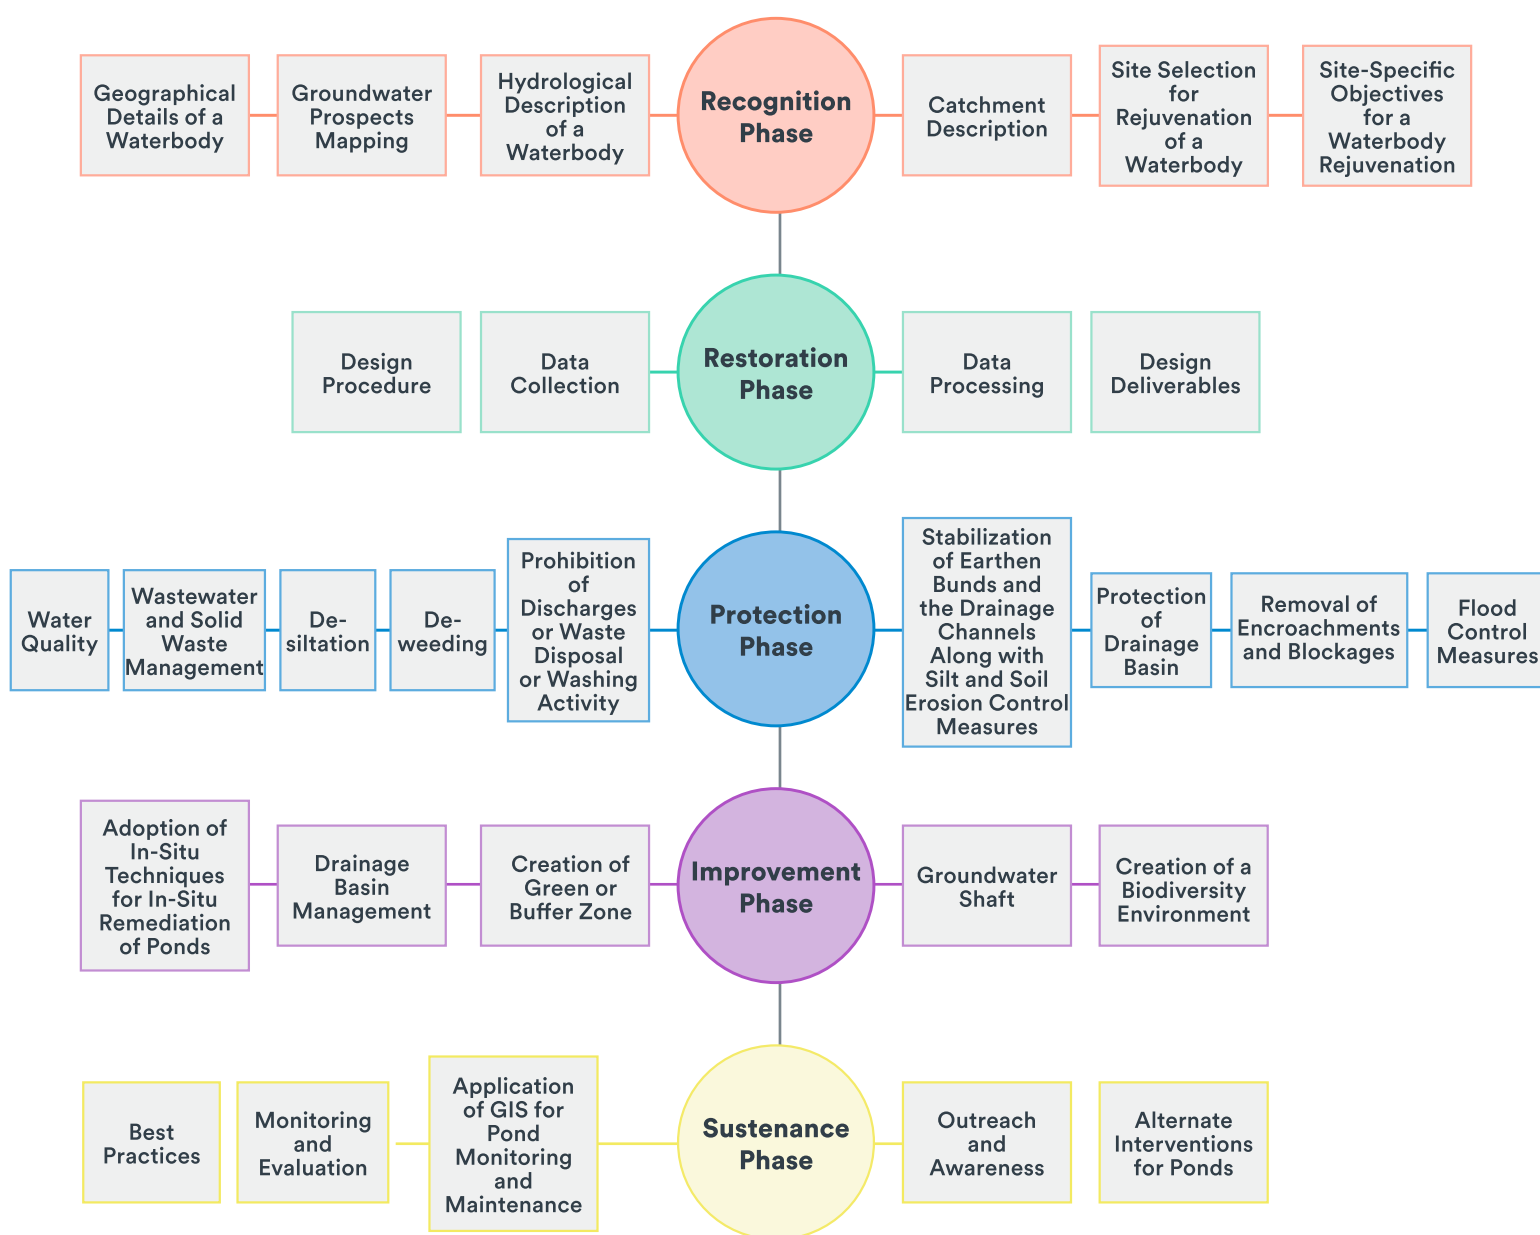 Geographical
Details of a
Waterbody
Groundwater
Prospects
Mapping
Hydrological
Description
of a
Waterbody
Recognition
Phase
Catchment
Description
Site Selection
for
Rejuvenation
of a
Waterbody
Site-Specific
Objectives
for a
Waterbody
Rejuvenation
Design
Procedure
Data
Collection
Restoration
Phase
Data
Processing
Design
Deliverables
Water
Quality
Wastewater
and Solid
Waste
Management
De-
siltation
De-
weeding
Prohibition
of
Discharges
or Waste
Disposal
or Washing
Activity
Protection
Phase
Stabilization
of Earthen
Bunds and
the Drainage
Channels
Along with
Silt and Soil
Erosion Control
Measures
Protection
of
Drainage
Basin
Removal of
Encroachments
and Blockages
Flood
Control
Measures
Adoption of
In-Situ
Techniques
for In-Situ
Remediation
of Ponds
Drainage
Basin
Management
Creation of
Green or
Buffer Zone
Improvement
Phase
Groundwater
Shaft
Creation of a
Biodiversity
Environment
Best
Practices
Monitoring
and
Evaluation
Application
of GIS for
Pond
Monitoring
and
Maintenance
Sustenance
Phase
Outreach
and
Awareness
Alternate
Interventions
for Ponds